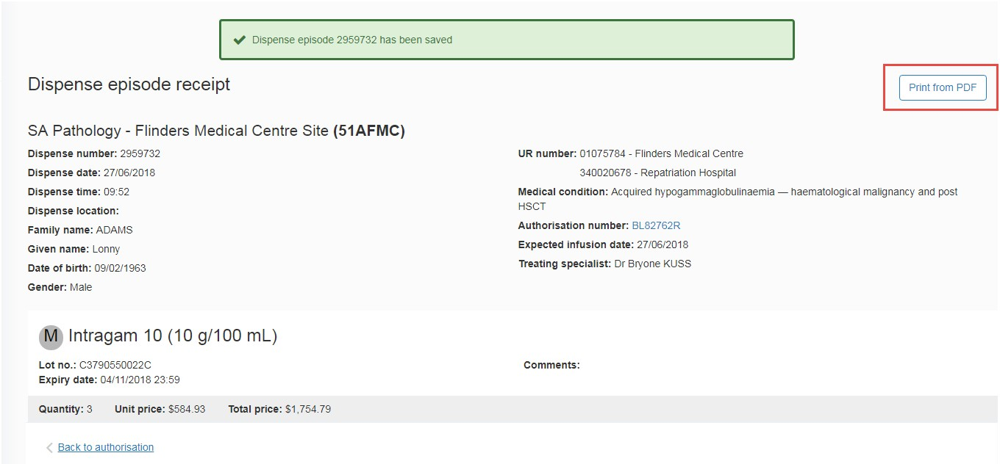 Dispense episode 2959732 has been saved
Dispense episode receipt
Print from PDF
SA Pathology - Flinders Medical Centre Site (51AFMC)
Dispense number: 2959732
Dispense date: 27/06/2018
Dispense time: 09:52
Dispense location:
Family name: ADAMS
Given name: Lonny
Date of birth: 09/02/1963
Gender: Male
UR number: 01075784 - Flinders Medical Centre
340020678 - Repatriation Hospital
Medical condition: Acquired hypogammaglobulinaemia — haematological malignancy and post
HSCT
Authorisation number: BL82762R
Expected infusion date: 27/06/2018
Treating specialist: Dr Bryone KUSS
M Intragam 10 (10 g/100 mL)
Lot no.: C3790550022C
Expiry date: 04/11/2018 23:59
Comments:
Quantity: 3 Unit price: $584.93 Total price: $1,754.79
Back to authorisation